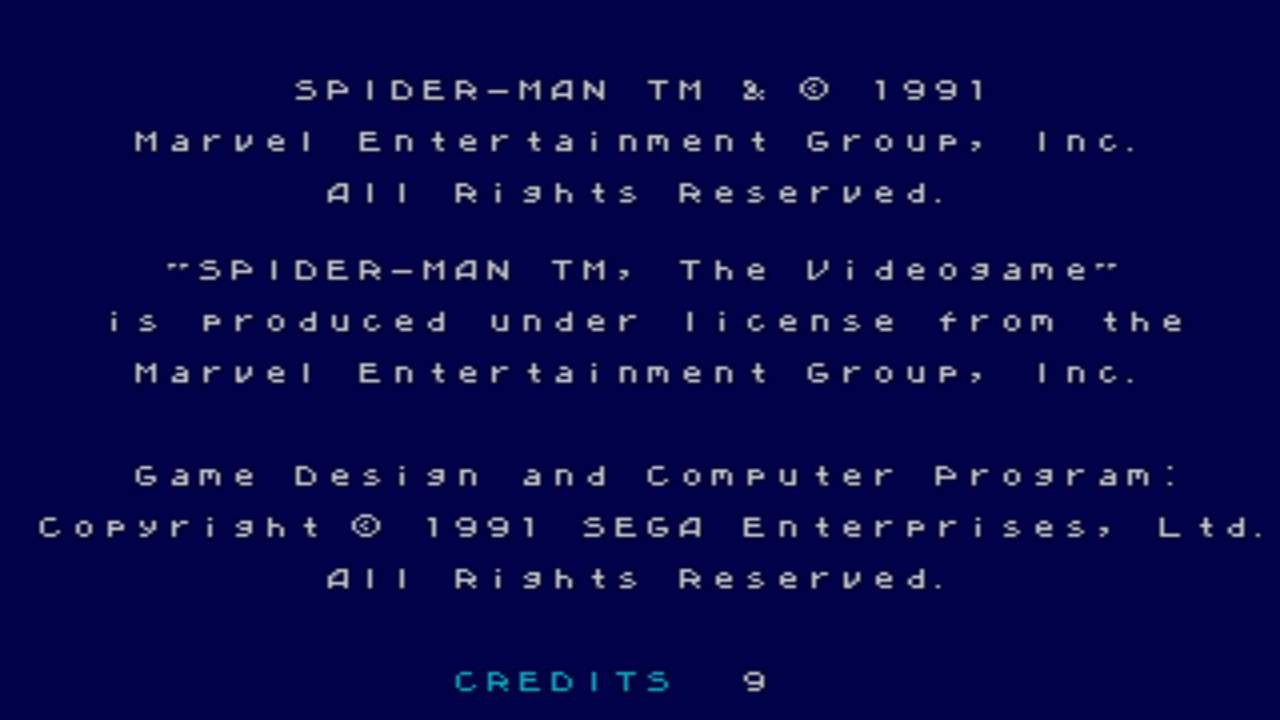 SPIDER-MAN TM & © 1991
Marvel Entertainment Group, Inc.
All Rights Reserved.
"SPIDER-MAN TM, The Videogame"
is produced under license from the
Marvel Entertainment Group, Inc.
Game Design and Computer Program:
Copyright © 1991 SEGA Enterprises, Ltd.
All Rights Reserved.
CREDITS 9